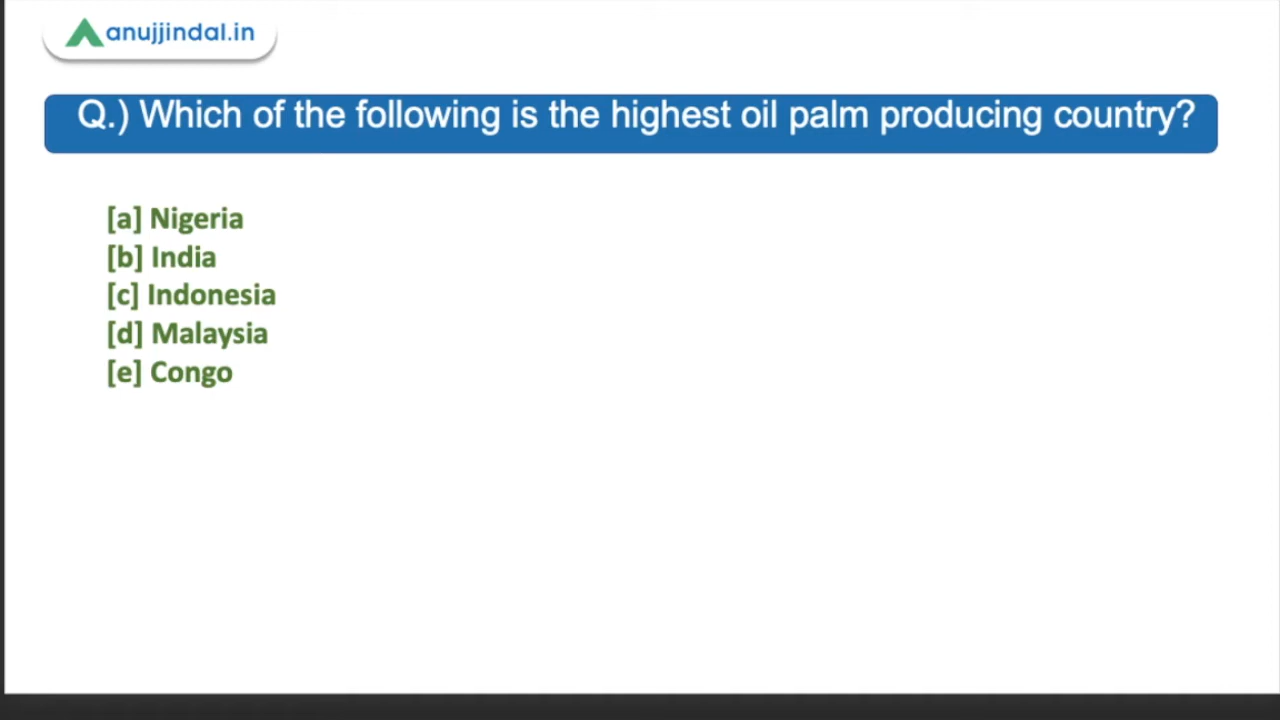 anujjindal.in
Q.) Which of the following is the highest oil palm producing country?
[a] Nigeria
[b] India
[c] Indonesia
[d] Malaysia
[e] Congo